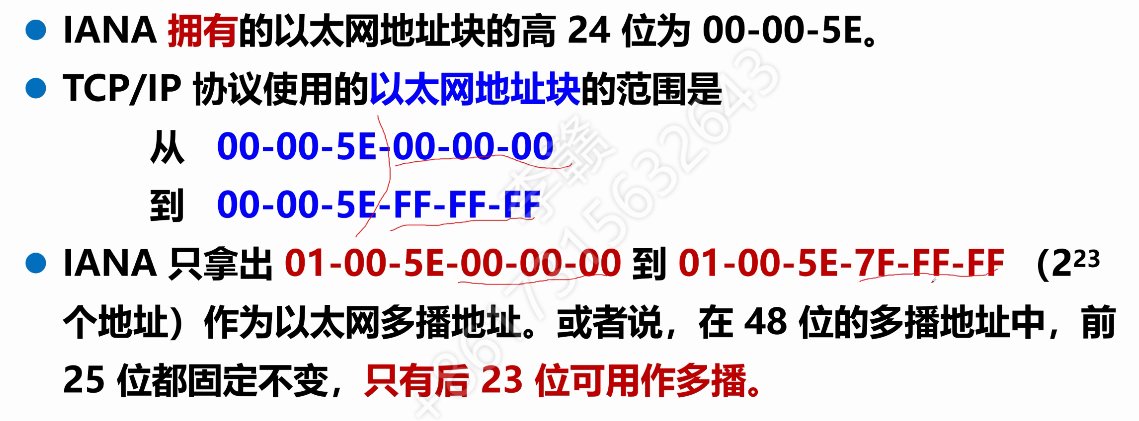 IANA 拥有的以太网地址块的高 24 位为 00-00-5E。
TCP/IP 协议使用的以太网地址块的范围是
从 00-00-5E-00-00-00
到 00-00-5E-FF-FF-FF
IANA 只拿出 01-00-5E-00-00-00 到 01-00-5E-7F-FF-FF （2²³
个地址）作为以太网多播地址。或者说，在 48 位的多播地址中，前
25 位都固定不变，只有后 23 位可用作多播。